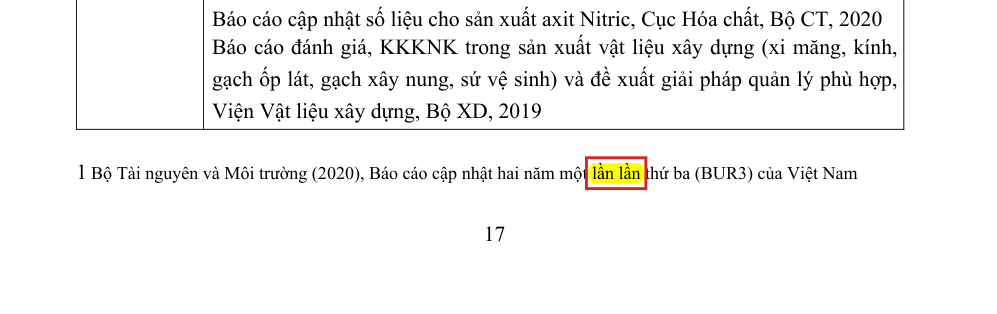 Báo cáo cập nhật số liệu cho sản xuất axit Nitric, Cục Hóa chất, Bộ CT, 2020
Báo cáo đánh giá, KKKNK trong sản xuất vật liệu xây dựng (xi măng, kính,
gạch ốp lát, gạch xây nung, sứ vệ sinh) và đề xuất giải pháp quản lý phù hợp,
Viện Vật liệu xây dựng, Bộ XD, 2019
1 Bộ Tài nguyên và Môi trường (2020), Báo cáo cập nhật hai năm một lần lần thứ ba (BUR3) của Việt Nam
17